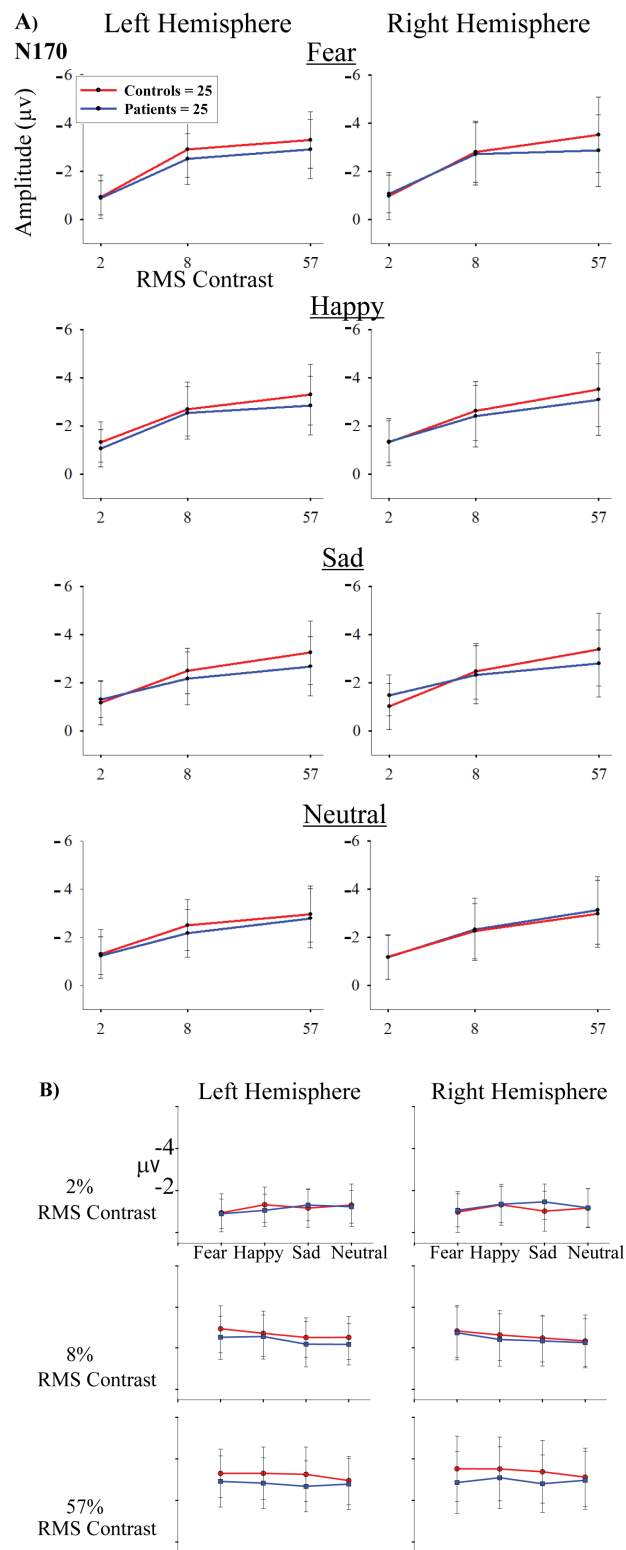 A)
Left Hemisphere Right Hemisphere
N170
Fear
Amplitude (μv)
-6 -6
Controls = 25
Patients = 25
-4 -4
-2 -2
0 0
2 8 57 2 8 57
RMS Contrast
Happy
-6 -6
-4 -4
-2 -2
0 0
2 8 57 2 8 57
Sad
-6 -6
-4 -4
-2 -2
0 0
2 8 57 2 8 57
Neutral
-6 -6
-4 -4
-2 -2
0 0
2 8 57 2 8 57
B)
Left Hemisphere Right Hemisphere
-4
μV
-2
2%
RMS Contrast
Fear Happy Sad Neutral Fear Happy Sad Neutral
8%
RMS Contrast
57%
RMS Contrast